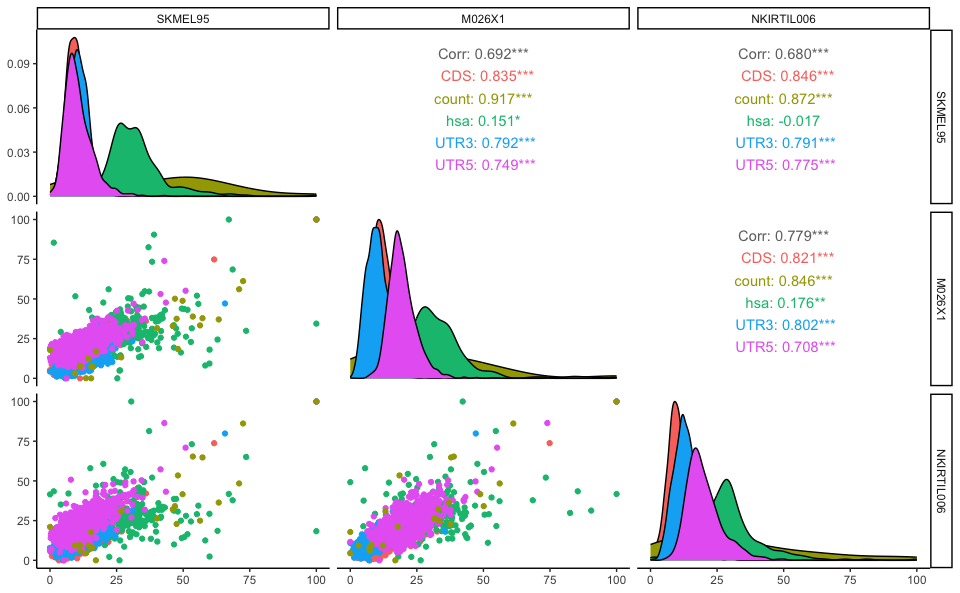 SKMEL95
M026X1
NKIRTIL006
0.09
0.06
0.03
0.00
Corr: 0.692***
CDS: 0.835***
count: 0.917***
hsa: 0.151*
UTR3: 0.792***
UTR5: 0.749***
Corr: 0.680***
CDS: 0.846***
count: 0.872***
hsa: -0.017
UTR3: 0.791***
UTR5: 0.775***
SKMEL95
100
75
50
25
0
Corr: 0.779***
CDS: 0.821***
count: 0.846***
hsa: 0.176**
UTR3: 0.802***
UTR5: 0.708***
M026X1
100
75
50
25
0
NKIRTIL006
0 25 50 75 100
0 25 50 75 100
0 25 50 75 100